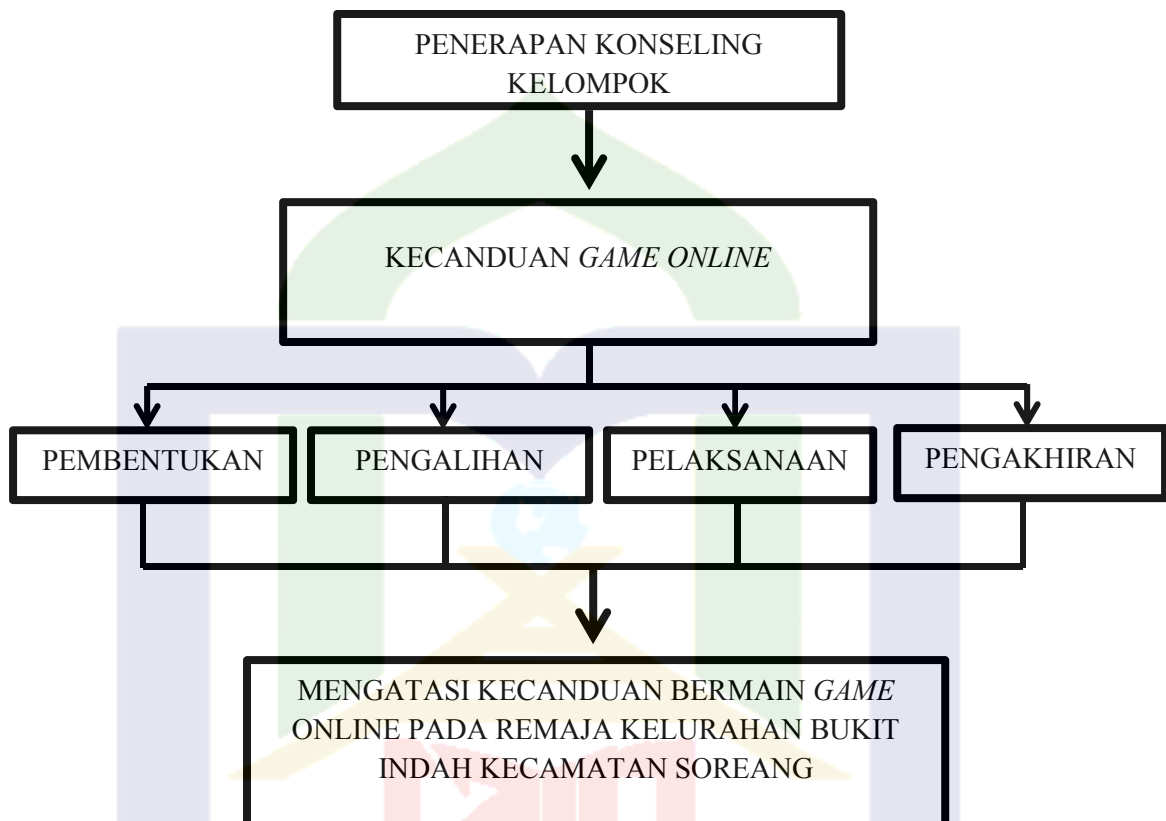 PENERAPAN KONSELING
KELOMPOK
KECANDUAN GAME ONLINE
PEMBENTUKAN
PENGALIHAN
PELAKSANAAN
PENGAKHIRAN
MENGATASI KECANDUAN BERMAIN GAME
ONLINE PADA REMAJA KELURAHAN BUKIT
INDAH KECAMATAN SOREANG